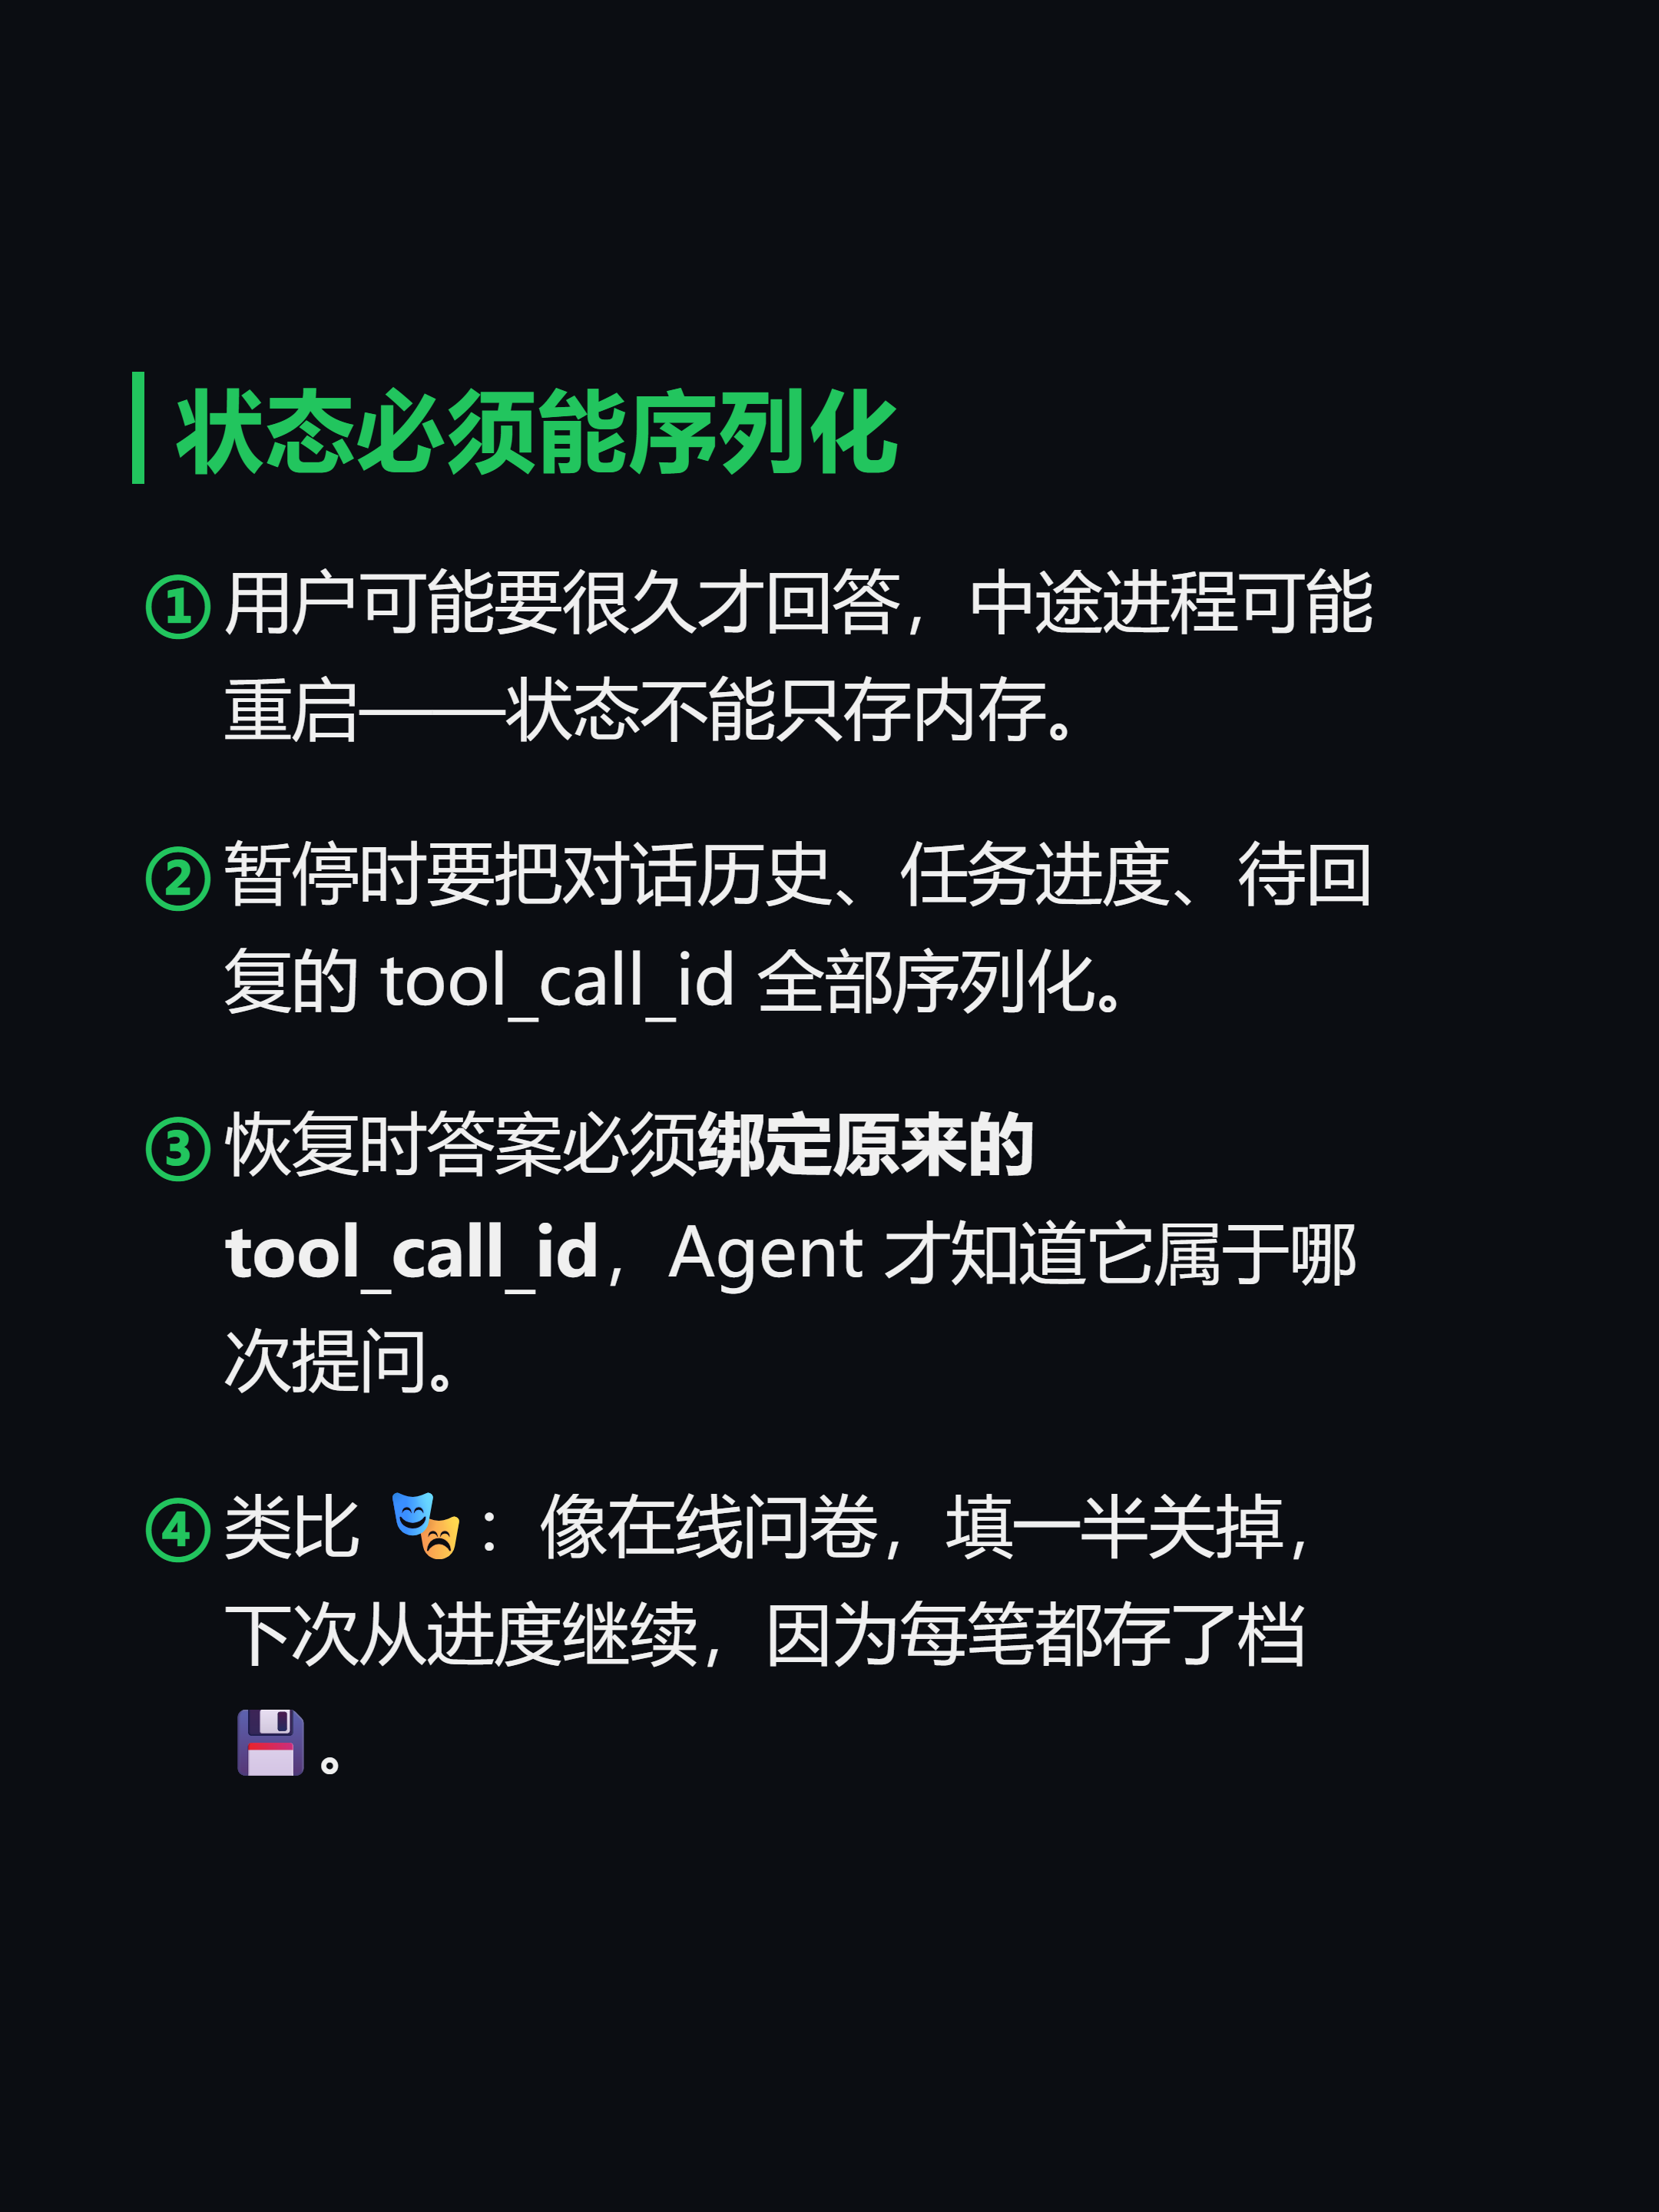 状态必须能序列化
①用户可能要很久才回答，中途进程可能
重启——状态不能只存内存。
②暂停时要把对话历史、任务进度、待回
复的 tool_call_id 全部序列化。
③恢复时答案必须绑定原来的
tool_call_id，Agent 才知道它属于哪
次提问。
④类比 🎭：像在线问卷，填一半关掉，
下次从进度继续，因为每笔都存了档
💾。